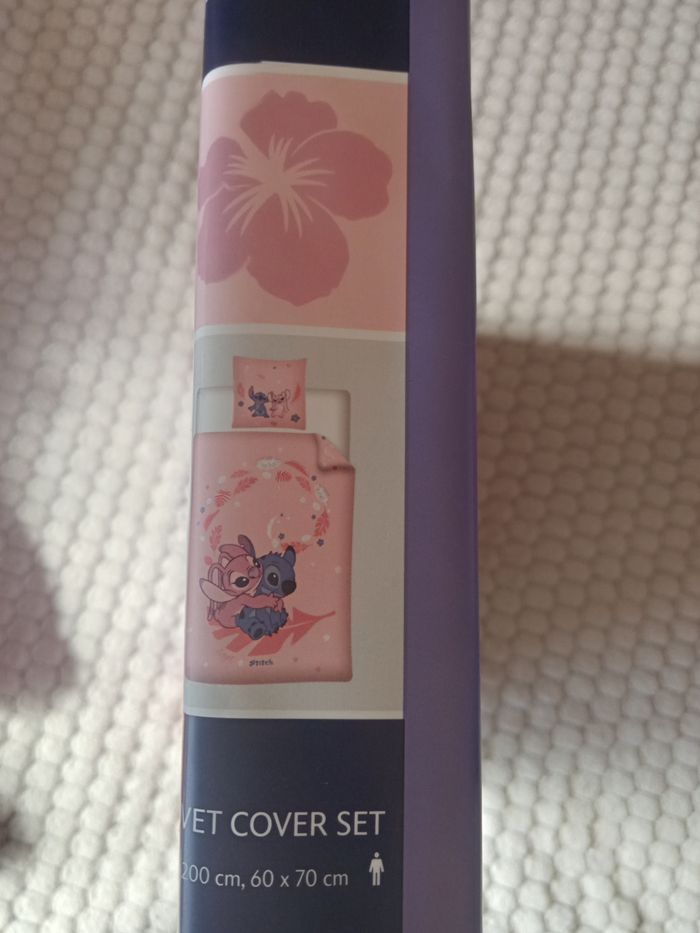 Stitch
VET COVER SET
200 cm, 60 x 70 cm